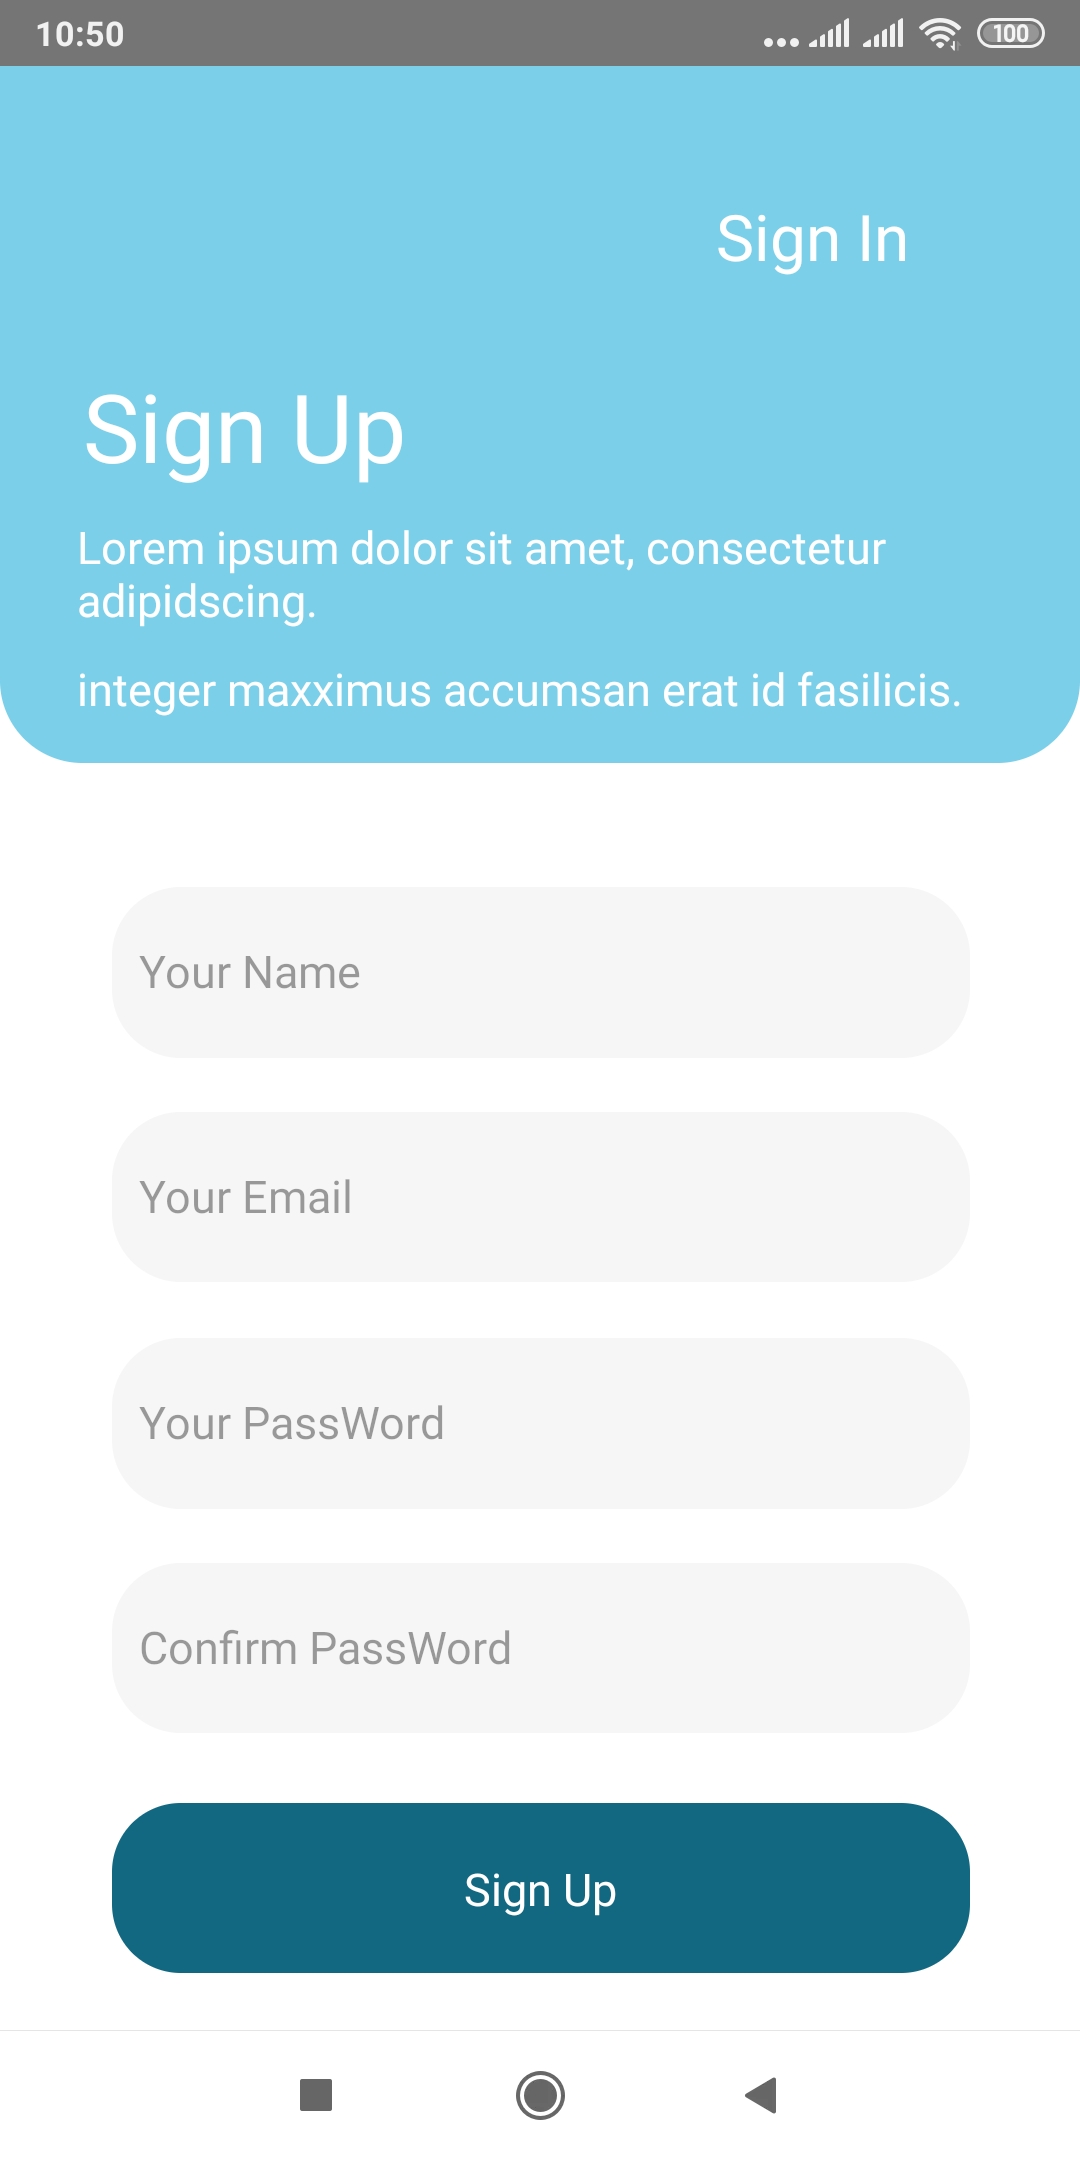 10:50
100
Sign In
Sign Up
Lorem ipsum dolor sit amet, consectetur
adipidscing.
integer maxximus accumsan erat id fasilicis.
Your Name
Your Email
Your PassWord
Confirm PassWord
Sign Up